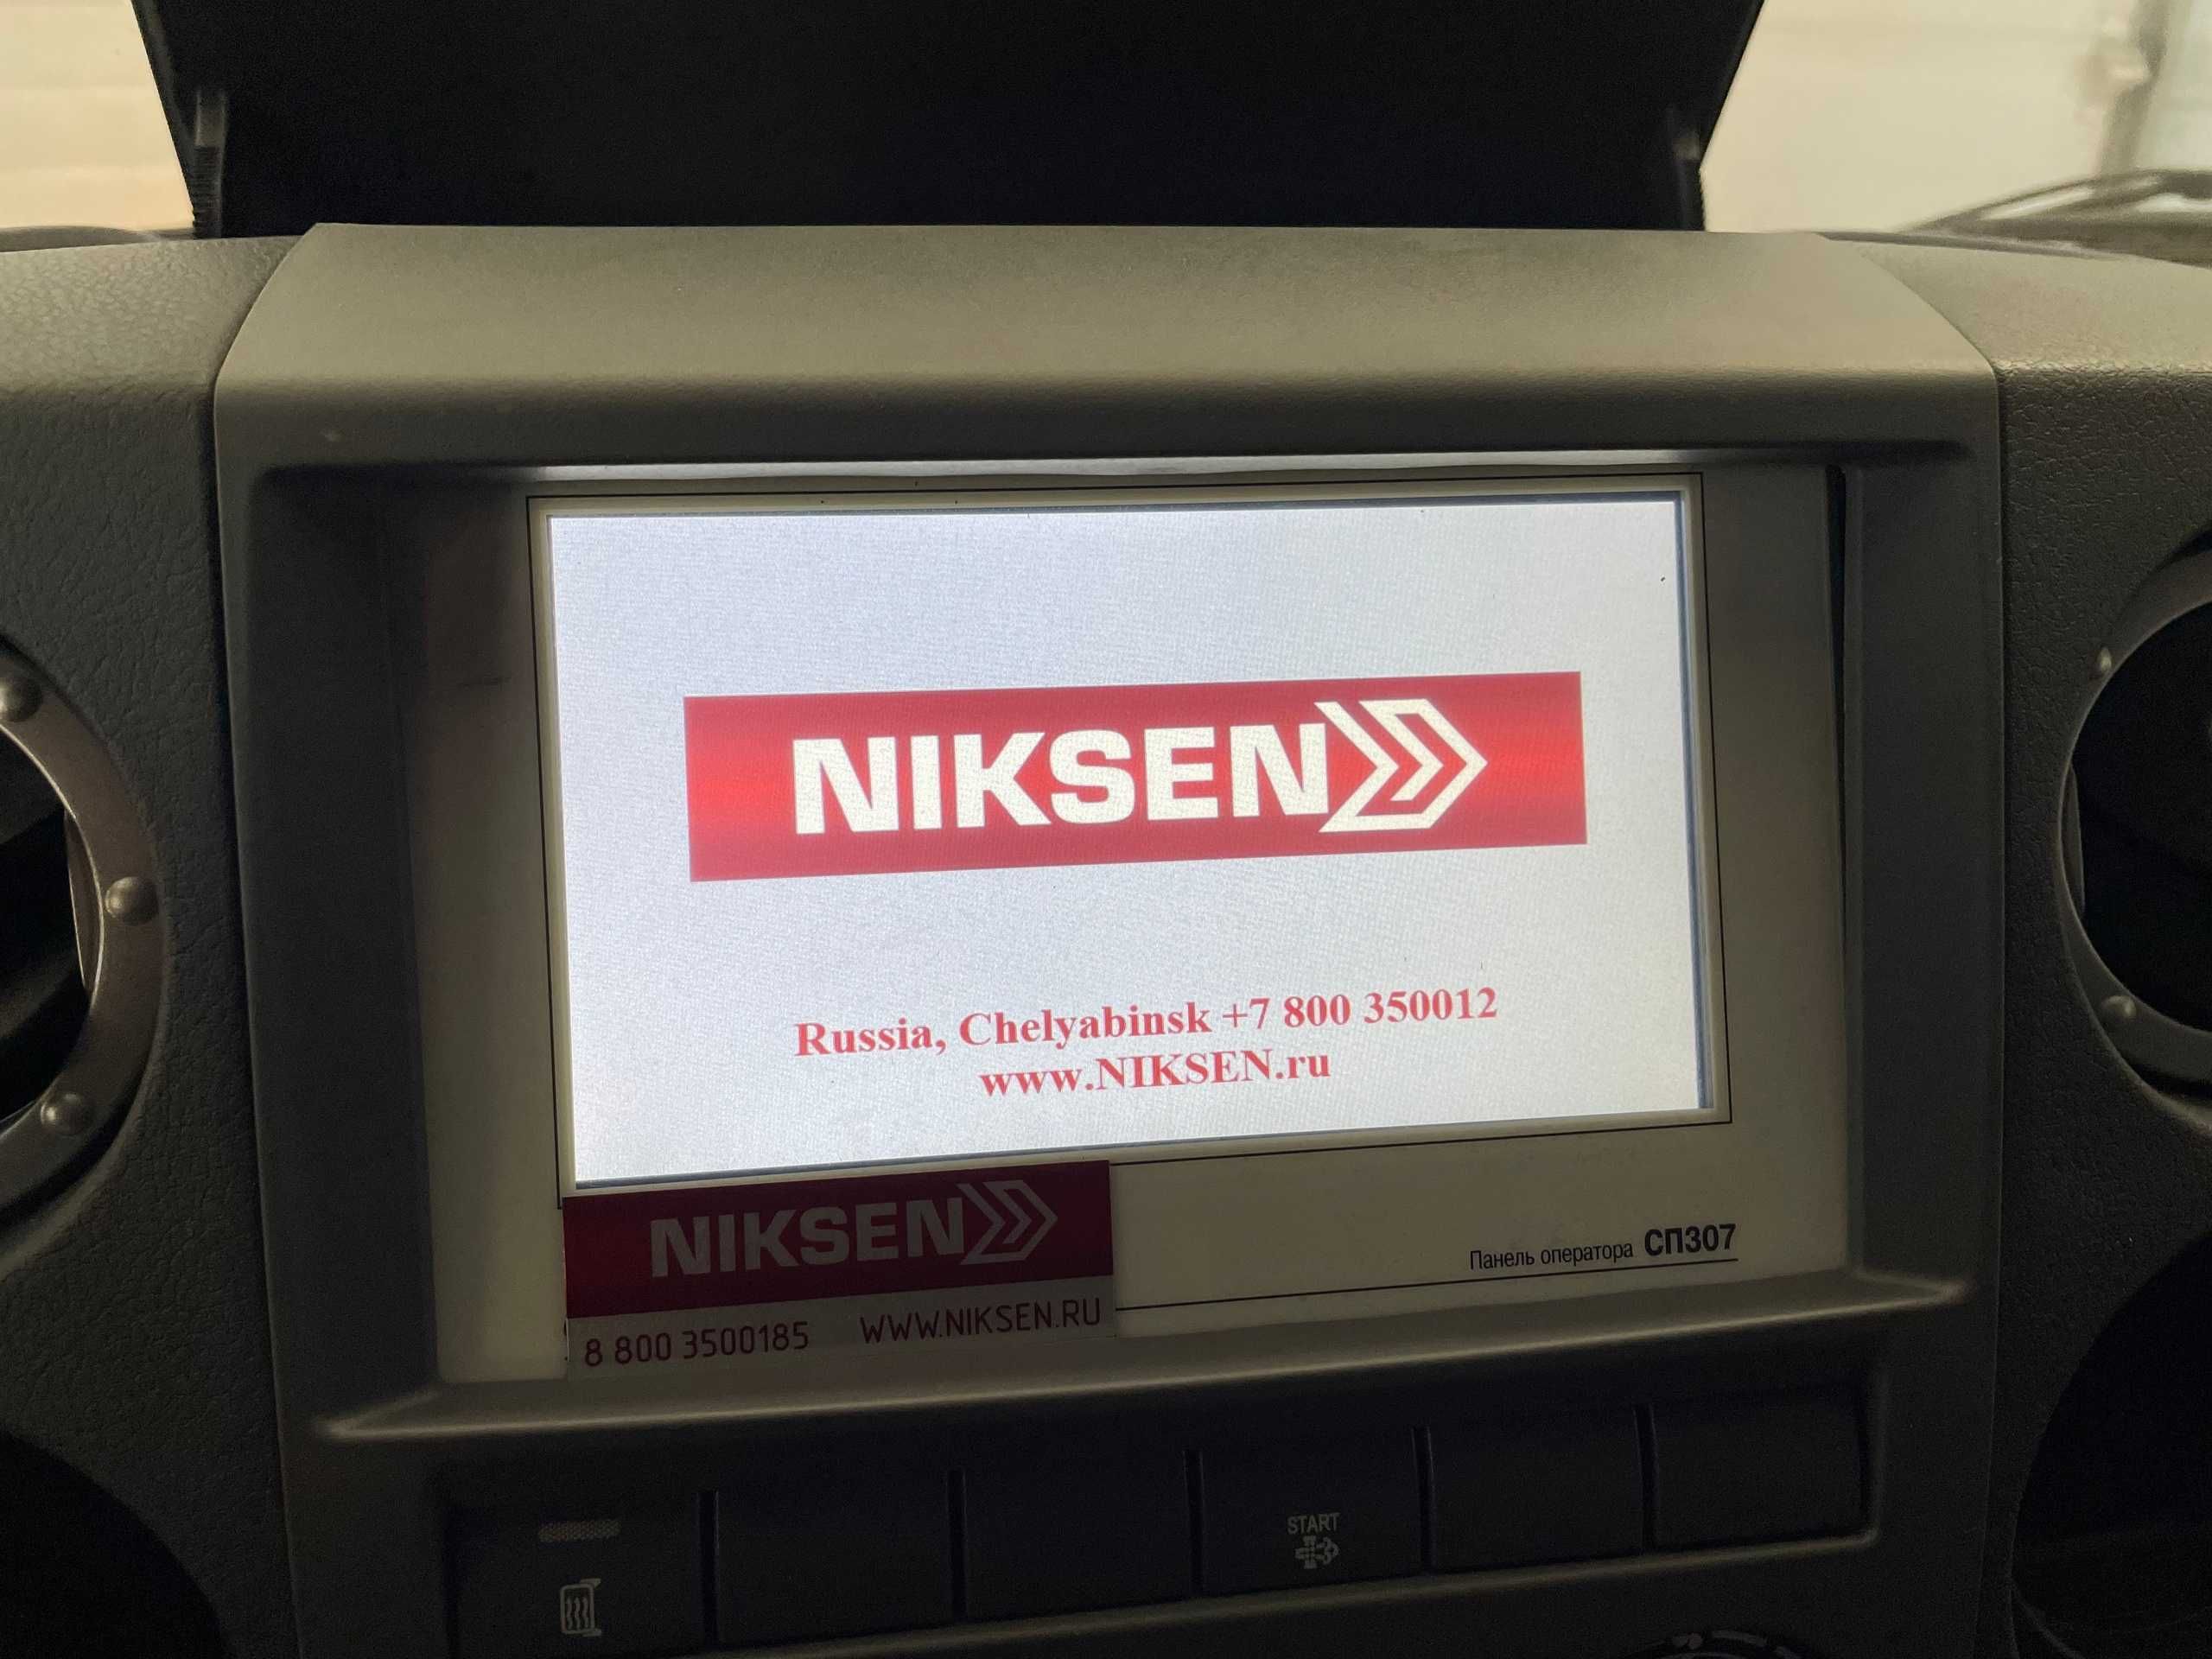 NIKSEN
Russia, Chelyabinsk +7 800 350012
www.NIKSEN.ru
NIKSEN
8 800 3500185 WWW.NIKSEN.RU
Панель оператора СП307
START